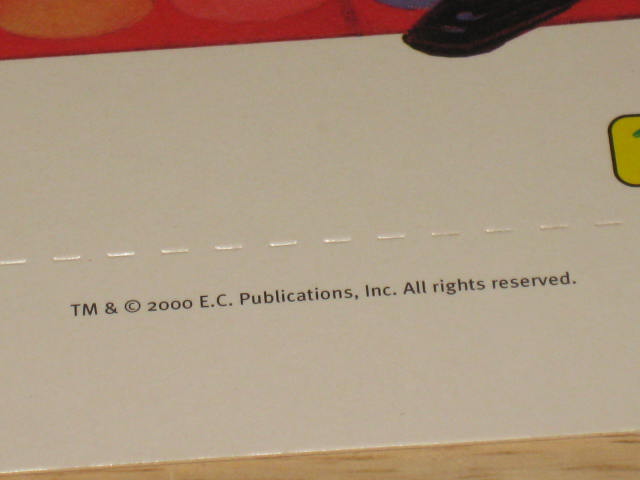 TM & © 2000 E.C. Publications, Inc. All rights reserved.